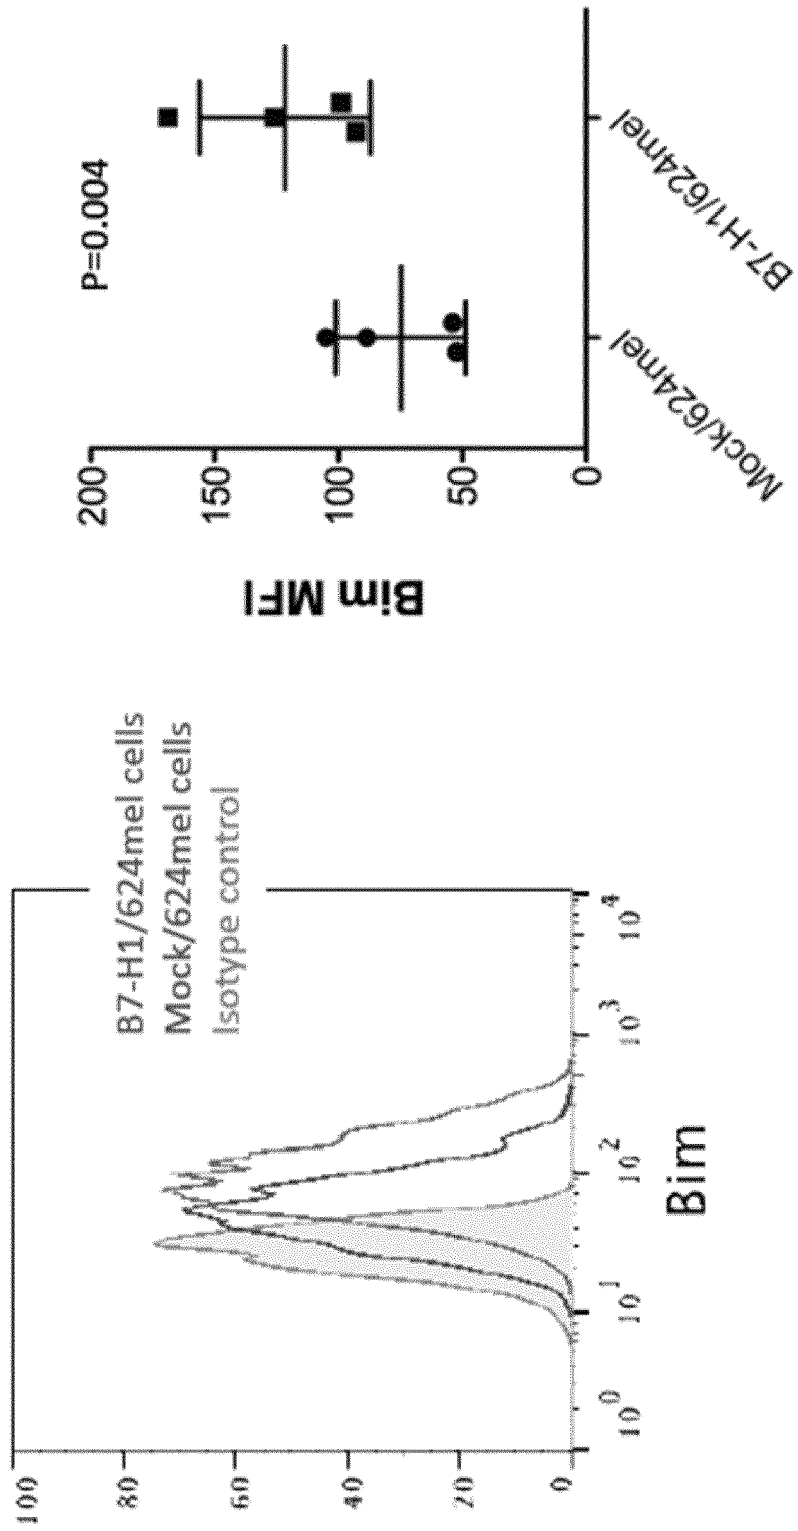 100
80
60
40
20
0
10^0
10^1
10^2
10^3
10^4
Bim
B7-H1/624mel cells
Mock/624mel cells
Isotype control
Bim MFI
200
150
100
50
0
P=0.004
Mock/624mel
B7-H1/624mel